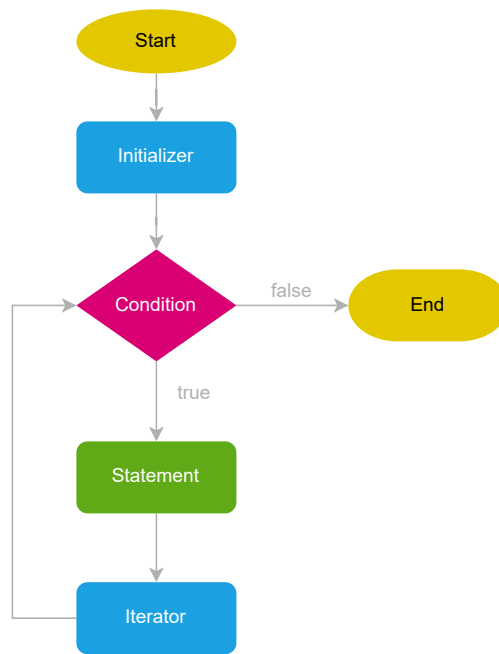 Start
Initializer
Condition
false
End
true
Statement
Iterator